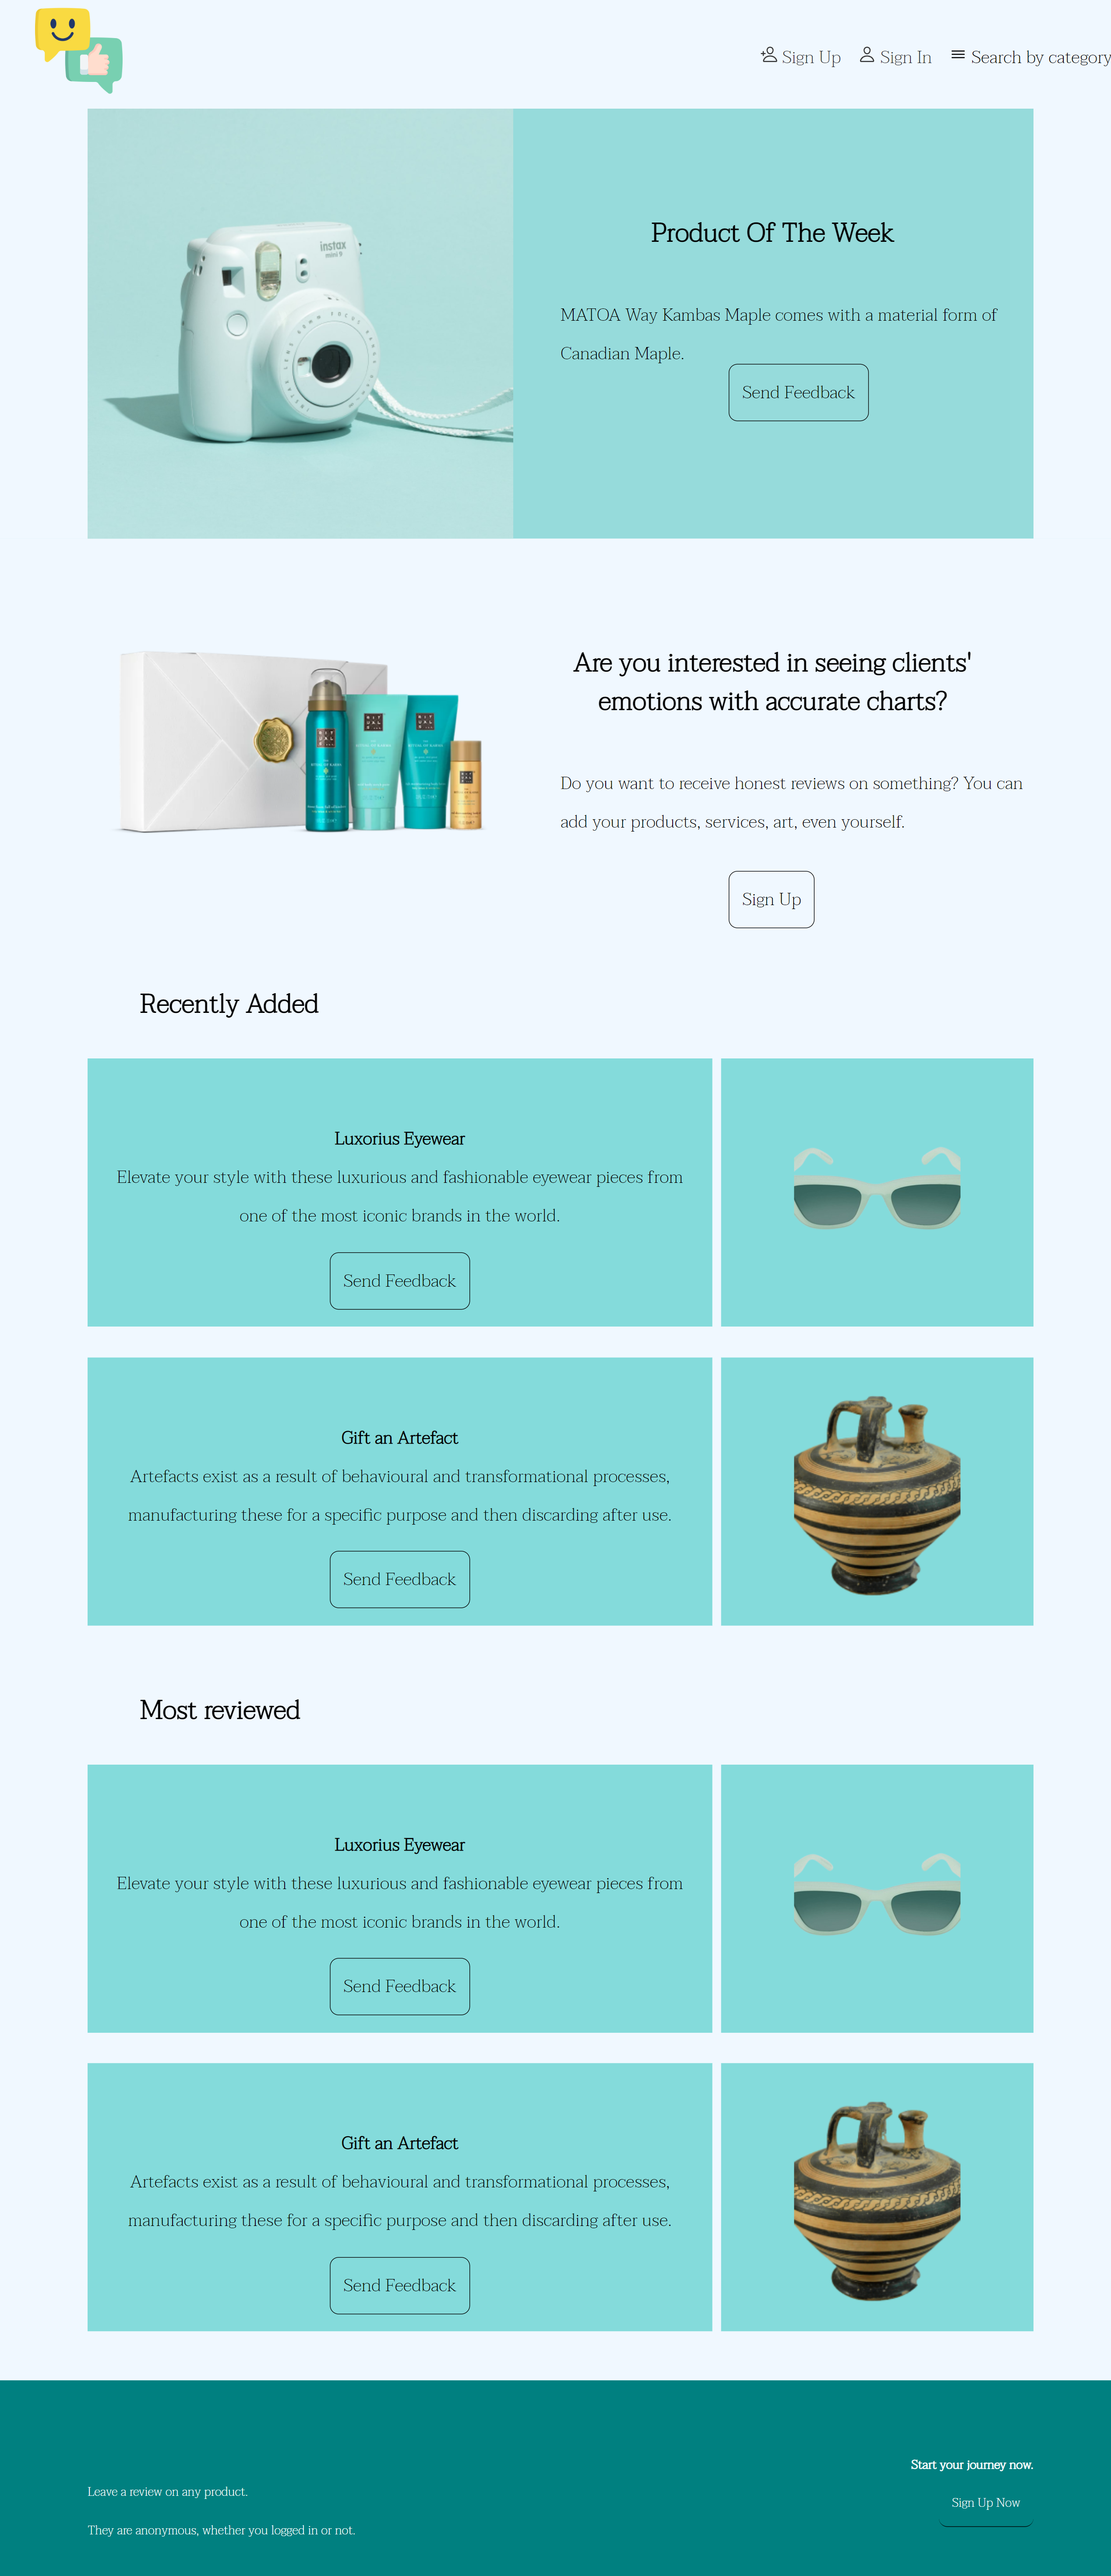 Sign Up
Sign In
Search by category
instax
mini 9
Product Of The Week
MATOA Way Kambas Maple comes with a material form of
Canadian Maple.
Send Feedback
Are you interested in seeing clients'
emotions with accurate charts?
Do you want to receive honest reviews on something? You can
add your products, services, art, even yourself.
Sign Up
Recently Added
Luxorius Eyewear
Elevate your style with these luxurious and fashionable eyewear pieces from
one of the most iconic brands in the world.
Send Feedback
Gift an Artefact
Artefacts exist as a result of behavioural and transformational processes,
manufacturing these for a specific purpose and then discarding after use.
Send Feedback
Most reviewed
Luxorius Eyewear
Elevate your style with these luxurious and fashionable eyewear pieces from
one of the most iconic brands in the world.
Send Feedback
Gift an Artefact
Artefacts exist as a result of behavioural and transformational processes,
manufacturing these for a specific purpose and then discarding after use.
Send Feedback
Start your journey now.
Leave a review on any product.
Sign Up Now
They are anonymous, whether you logged in or not.